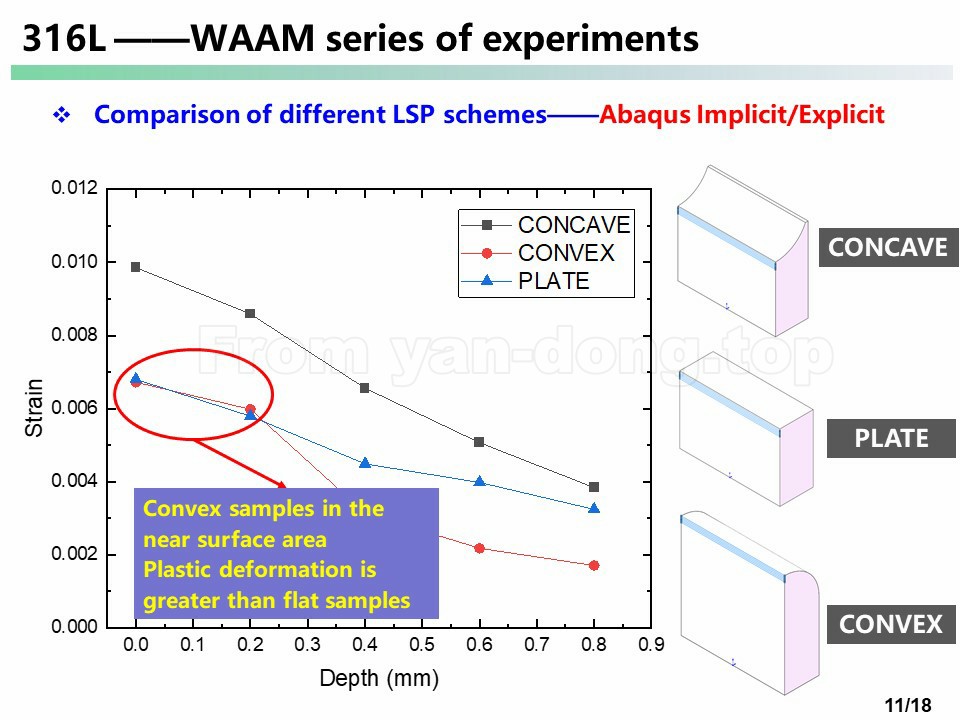 316L ——WAAM series of experiments
❖ Comparison of different LSP schemes——Abaqus Implicit/Explicit
0.012
0.010
0.008
0.006
0.004
0.002
0.000
Strain
0.0 0.1 0.2 0.3 0.4 0.5 0.6 0.7 0.8 0.9
Depth (mm)
CONCAVE
CONVEX
PLATE
From yan-dong.top
Convex samples in the
near surface area
Plastic deformation is
greater than flat samples
CONCAVE
PLATE
CONVEX
11/18